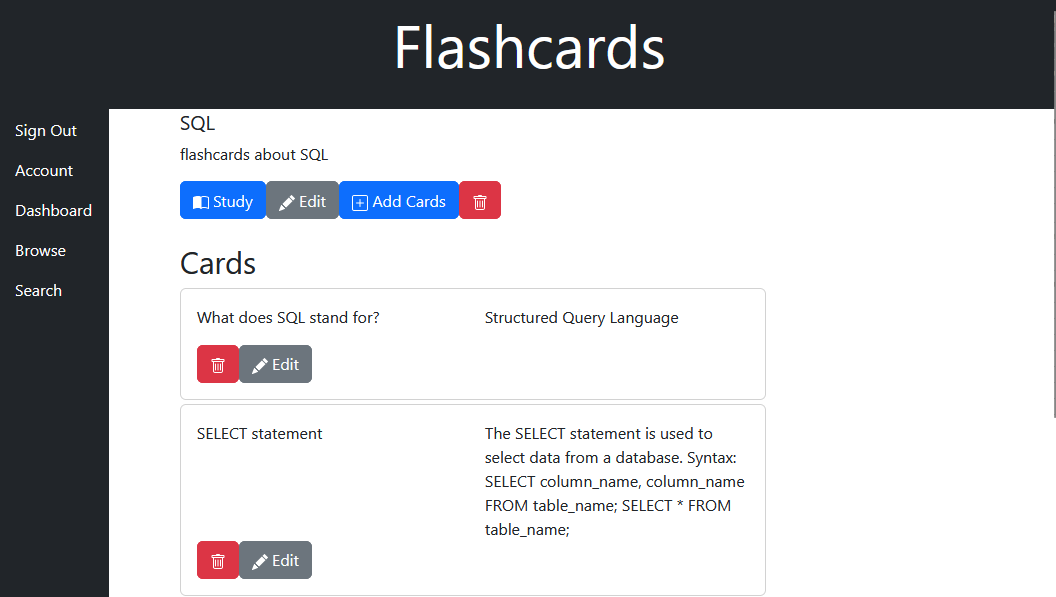 Flashcards
Sign Out
Account
Dashboard
Browse
Search
SQL
flashcards about SQL
Study Edit Add Cards
Cards
What does SQL stand for?
Structured Query Language
Edit
SELECT statement
The SELECT statement is used to
select data from a database. Syntax:
SELECT column_name, column_name
FROM table_name; SELECT * FROM
table_name;
Edit